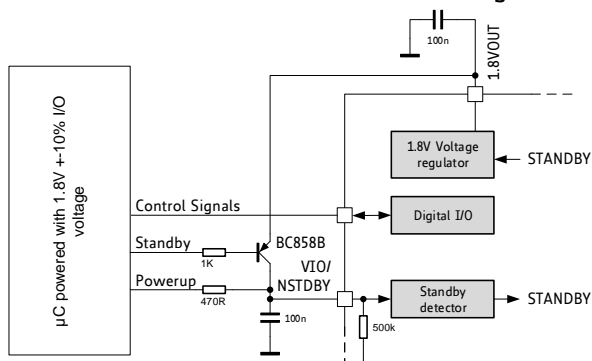 100n
1.8VOUT
µC powered with 1.8V +-10% I/O
voltage
1.8V Voltage
regulator
STANDBY
Control Signals
Digital I/O
Standby
1K
BC858B
VIO/
NSTDBY
Powerup
470R
100n
Standby
detector
STANDBY
500k